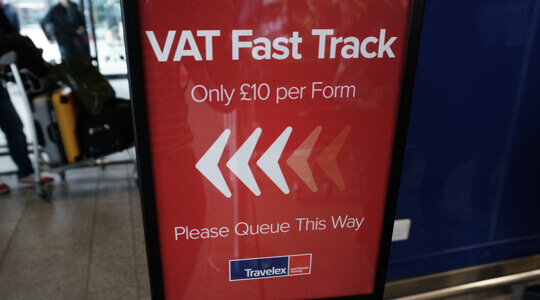 VAT Fast Track
Only £10 per Form
Please Queue This Way
Travelex